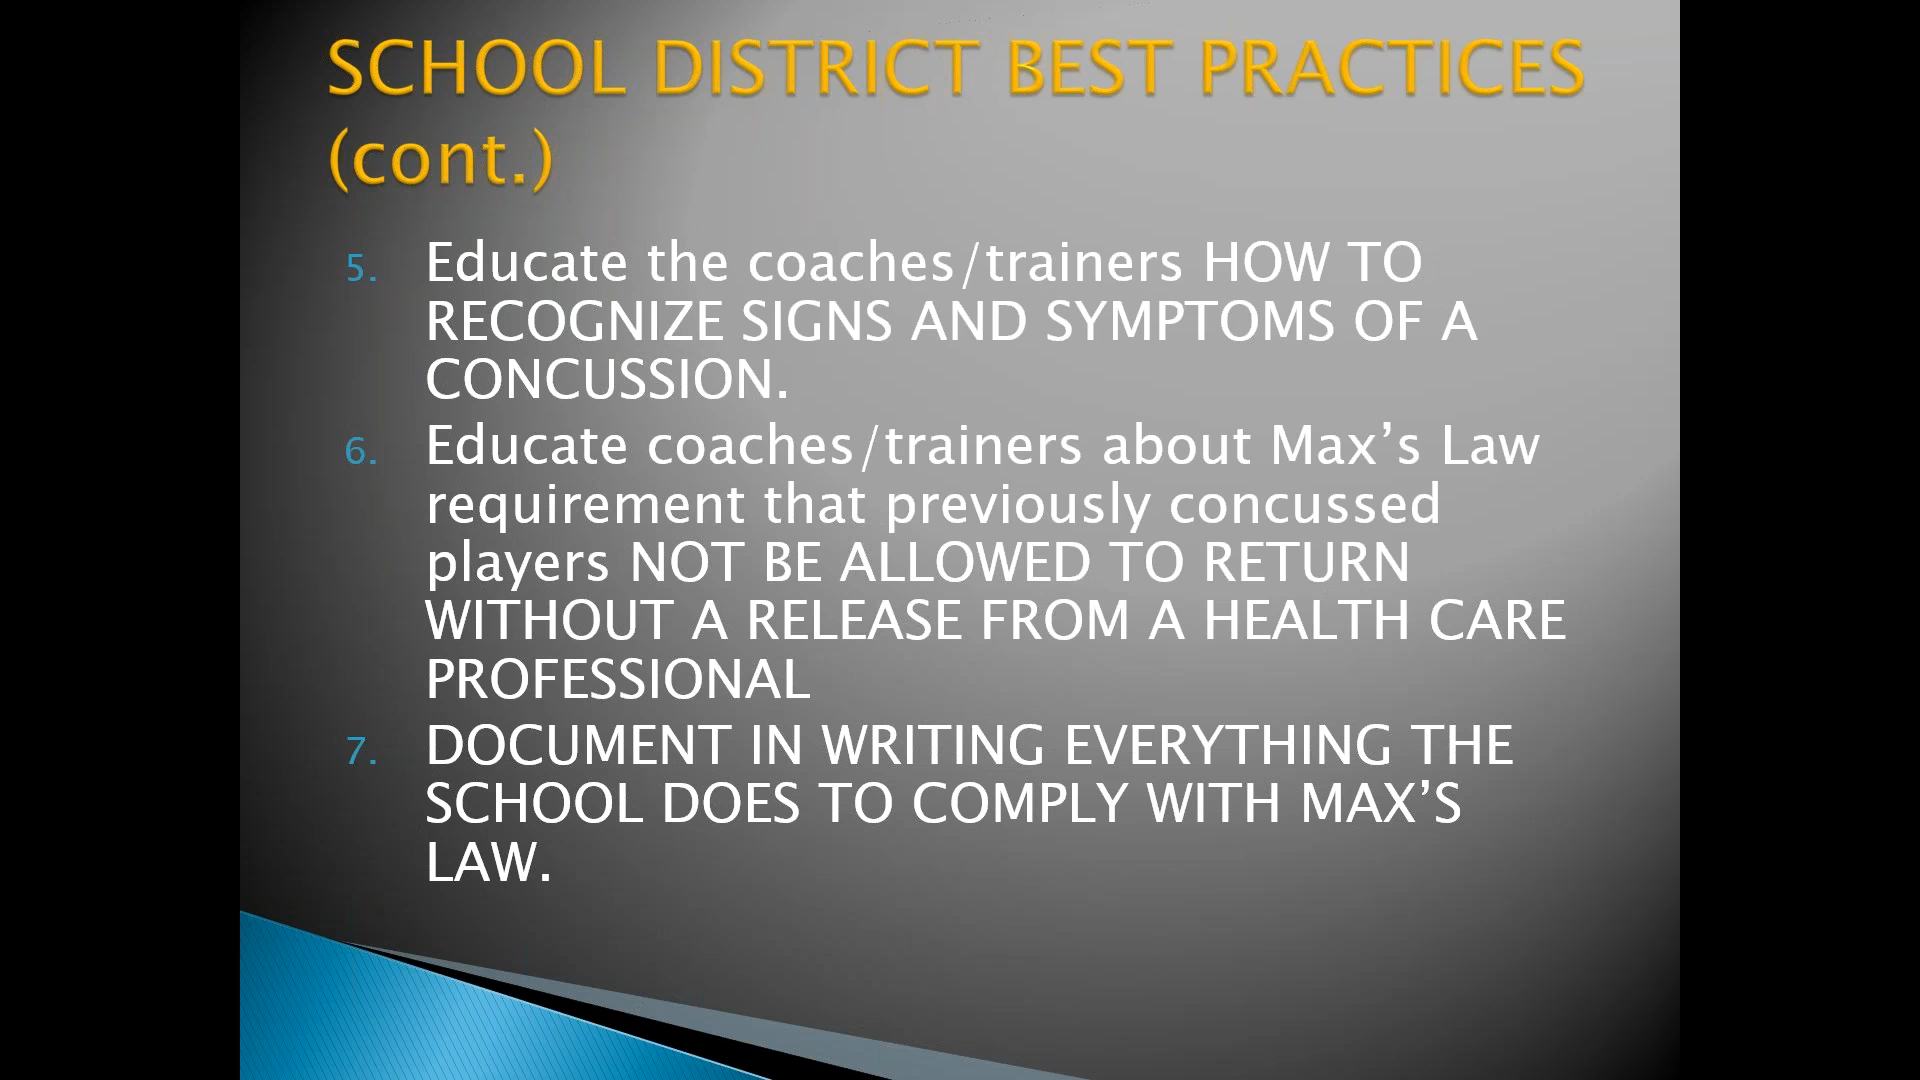 SCHOOL DISTRICT BEST PRACTICES
(cont.)
5. Educate the coaches/trainers HOW TO
RECOGNIZE SIGNS AND SYMPTOMS OF A
CONCUSSION.
6. Educate coaches/trainers about Max’s Law
requirement that previously concussed
players NOT BE ALLOWED TO RETURN
WITHOUT A RELEASE FROM A HEALTH CARE
PROFESSIONAL
7. DOCUMENT IN WRITING EVERYTHING THE
SCHOOL DOES TO COMPLY WITH MAX’S
LAW.